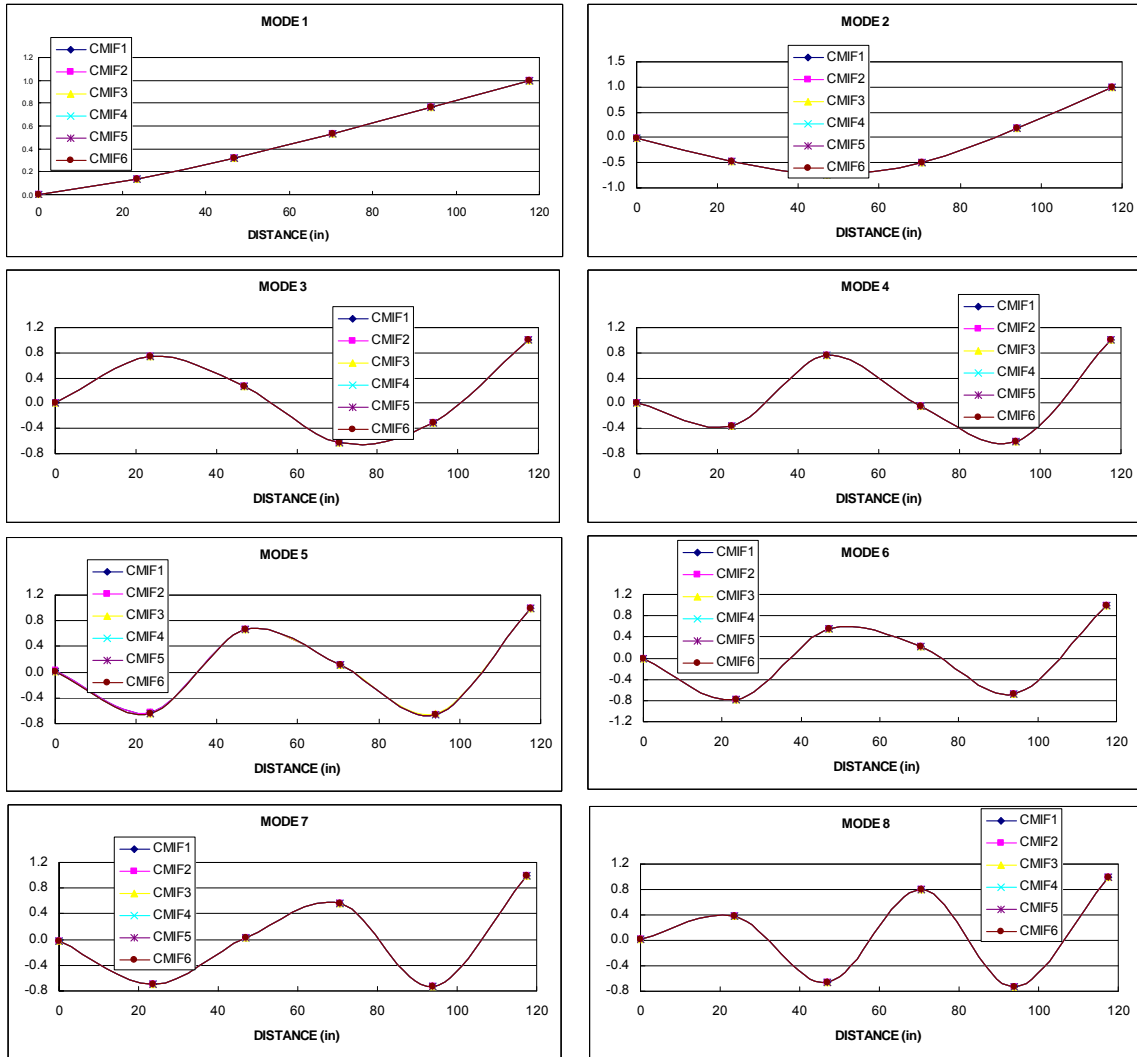 MODE 1
CMIF1
CMIF2
CMIF3
CMIF4
CMIF5
CMIF6
1.2
1.0
0.8
0.6
0.4
0.2
0.0
0 20 40 60 80 100 120
DISTANCE (in)
MODE 2
CMIF1
CMIF2
CMIF3
CMIF4
CMIF5
CMIF6
1.5
1.0
0.5
0.0
-0.5
-1.0
0 20 40 60 80 100 120
DISTANCE (in)
MODE 3
CMIF1
CMIF2
CMIF3
CMIF4
CMIF5
CMIF6
1.2
0.8
0.4
0.0
-0.4
-0.8
0 20 40 60 80 100 120
DISTANCE (in)
MODE 4
CMIF1
CMIF2
CMIF3
CMIF4
CMIF5
CMIF6
1.2
0.8
0.4
0.0
-0.4
-0.8
0 20 40 60 80 100 120
DISTANCE (in)
MODE 5
CMIF1
CMIF2
CMIF3
CMIF4
CMIF5
CMIF6
1.2
0.8
0.4
0.0
-0.4
-0.8
0 20 40 60 80 100 120
DISTANCE (in)
MODE 6
CMIF1
CMIF2
CMIF3
CMIF4
CMIF5
CMIF6
1.2
0.8
0.4
0.0
-0.4
-0.8
-1.2
0 20 40 60 80 100 120
DISTANCE (in)
MODE 7
CMIF1
CMIF2
CMIF3
CMIF4
CMIF5
CMIF6
1.2
0.8
0.4
0.0
-0.4
-0.8
0 20 40 60 80 100 120
DISTANCE (in)
MODE 8
CMIF1
CMIF2
CMIF3
CMIF4
CMIF5
CMIF6
1.2
0.8
0.4
0.0
-0.4
-0.8
0 20 40 60 80 100 120
DISTANCE (in)